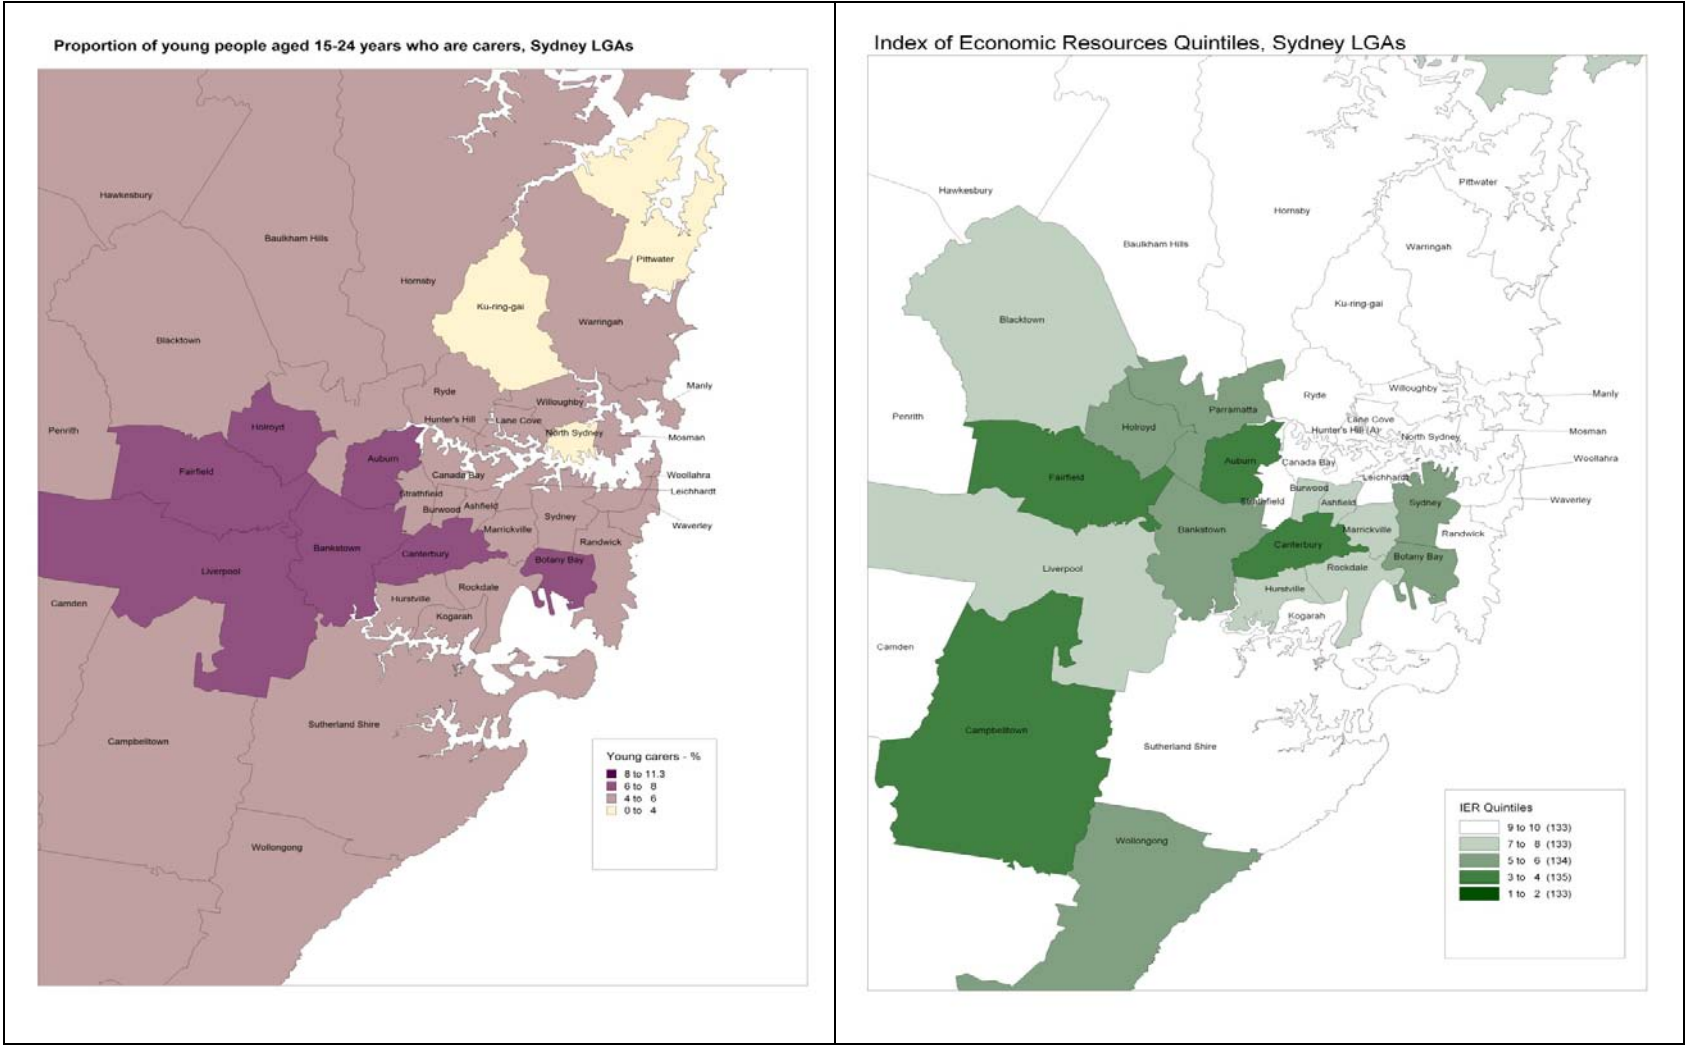 Proportion of young people aged 15-24 years who are carers, Sydney LGAs
Hawkesbury
Baulkham Hills
Hornsby
Pittwater
Ku-ring-gai
Warringah
Blacktown
Manly
Ryde
Willoughby
Hunter's Hill
Lane Cove
Holroyd
Penrith
North Sydney
Mosman
Auburn
Fairfield
Canada Bay
Woollahra
Strathfield
Leichhardt
Burwood
Ashfield
Sydney
Waverley
Marrickville
Randwick
Bankstown
Canterbury
Botany Bay
Liverpool
Rockdale
Camden
Hurstville
Kogarah
Sutherland Shire
Campbelltown
Wollongong
Young carers - %
8 to 11.3
6 to 8
4 to 6
0 to 4
Index of Economic Resources Quintiles, Sydney LGAs
Hawkesbury
Pittwater
Hornsby
Baulkham Hills
Warringah
Ku-ring-gai
Blacktown
Willoughby
Ryde
Manly
Parramatta
Penrith
Lane Cove
Holroyd
Hunter's Hill (A)
North Sydney
Mosman
Auburn
Canada Bay
Woollahra
Fairfield
Leichhardt
Burwood
Strathfield
Ashfield
Sydney
Waverley
Bankstown
Marrickville
Randwick
Canterbury
Botany Bay
Liverpool
Rockdale
Hurstville
Kogarah
Camden
Campbelltown
Sutherland Shire
Wollongong
IER Quintiles
9 to 10 (133)
7 to 8 (133)
5 to 6 (134)
3 to 4 (135)
1 to 2 (133)